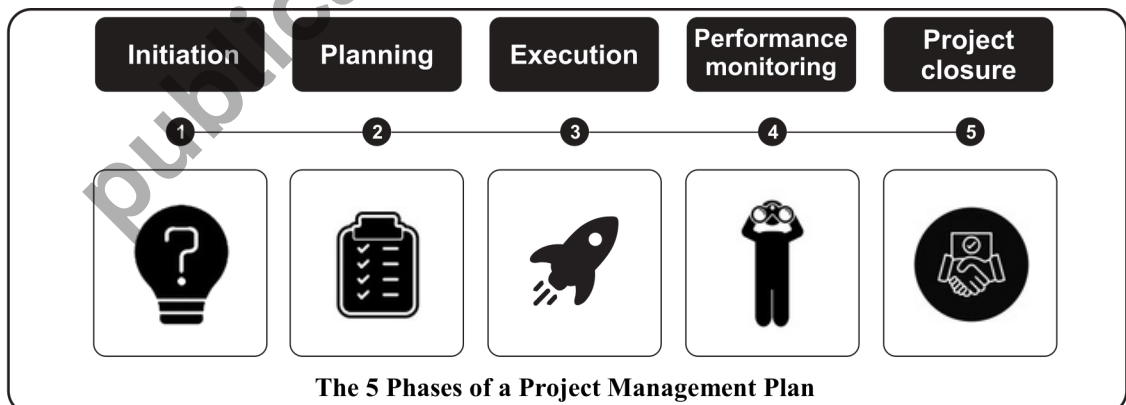 Initiation
Planning
Execution
Performance
monitoring
Project
closure
1
2
3
4
5
?
The 5 Phases of a Project Management Plan